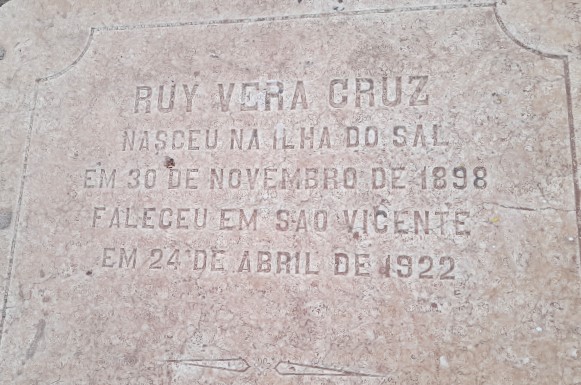 RUY VERA CRUZ
NASCEU NA ILHA DO SAL
EM 30 DE NOVEMBRO DE 1898
FALECEU EM SAO VICENTE
EM 24 DE ABRIL DE 1922